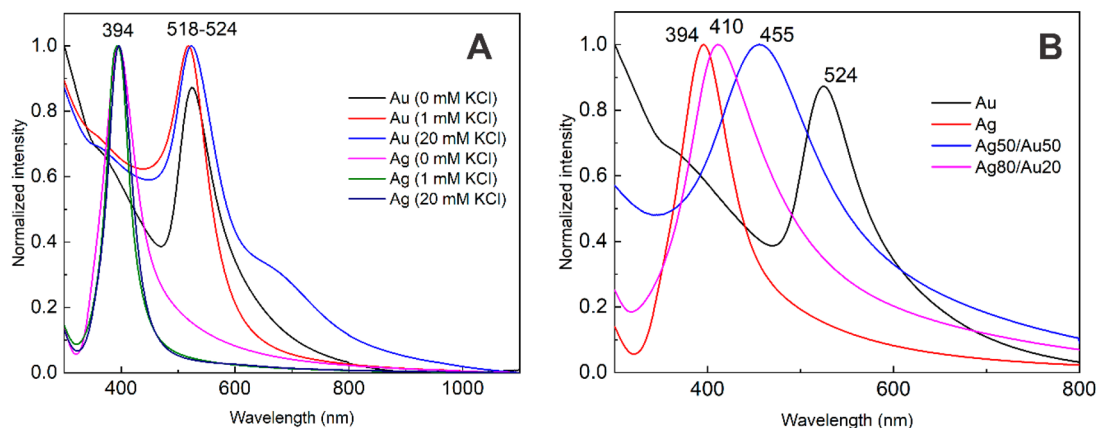 A
394
518-524
Normalized intensity
1.0
0.8
0.6
0.4
0.2
0.0
Au (0 mM KCl)
Au (1 mM KCl)
Au (20 mM KCl)
Ag (0 mM KCl)
Ag (1 mM KCl)
Ag (20 mM KCl)
400
600
800
1000
Wavelength (nm)
B
394
410
455
524
Normalized intensity
1.0
0.8
0.6
0.4
0.2
0.0
Au
Ag
Ag50/Au50
Ag80/Au20
400
600
800
Wavelength (nm)